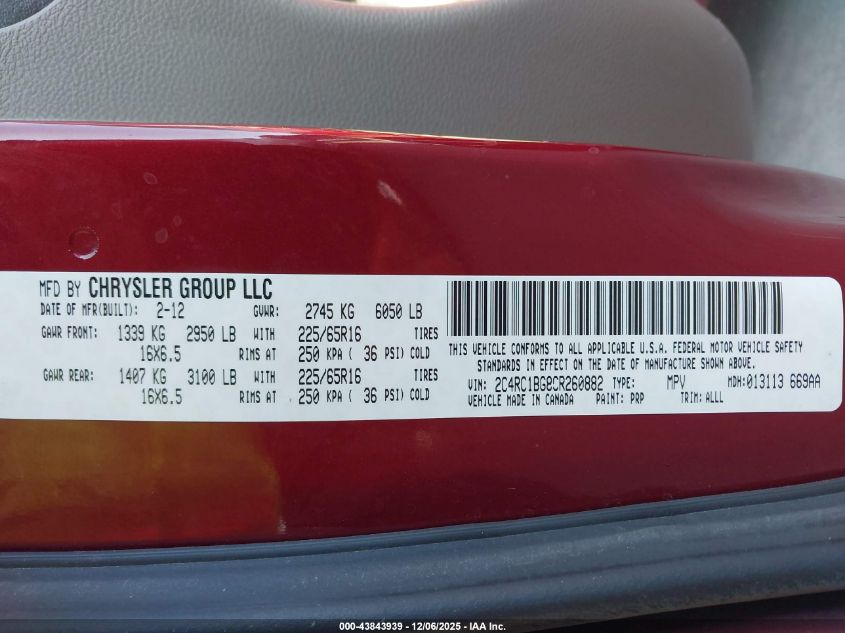 MFD BY CHRYSLER GROUP LLC
DATE OF MFR(BUILT): 2-12 GVWR: 2745 KG 6050 LB
GAWR FRONT: 1339 KG 2950 LB WITH 225/65R16 TIRES
16X6.5 RIMS AT 250 KPA ( 36 PSI) COLD
GAWR REAR: 1407 KG 3100 LB WITH 225/65R16 TIRES
16X6.5 RIMS AT 250 KPA ( 36 PSI) COLD
THIS VEHICLE CONFORMS TO ALL APPLICABLE U.S.A. FEDERAL MOTOR VEHICLE SAFETY
STANDARDS IN EFFECT ON THE DATE OF MANUFACTURE SHOWN ABOVE.
VIN: 2C4RC1BG8CR260882 TYPE: MPV MDH: 013113 669AA
VEHICLE MADE IN CANADA PAINT: PRP TRIM: ALLL
000-43843939 - 12/06/2025 - IAA Inc.